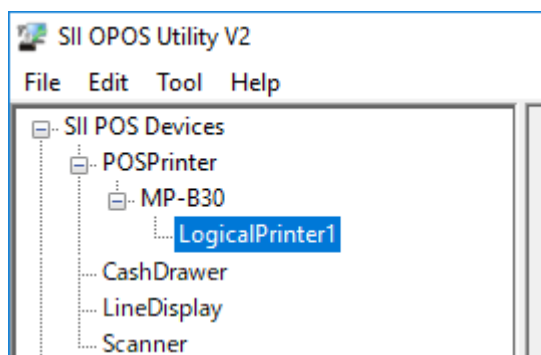 SII OPOS Utility V2
File Edit Tool Help
SII POS Devices
POSPrinter
MP-B30
LogicalPrinter1
CashDrawer
LineDisplay
Scanner